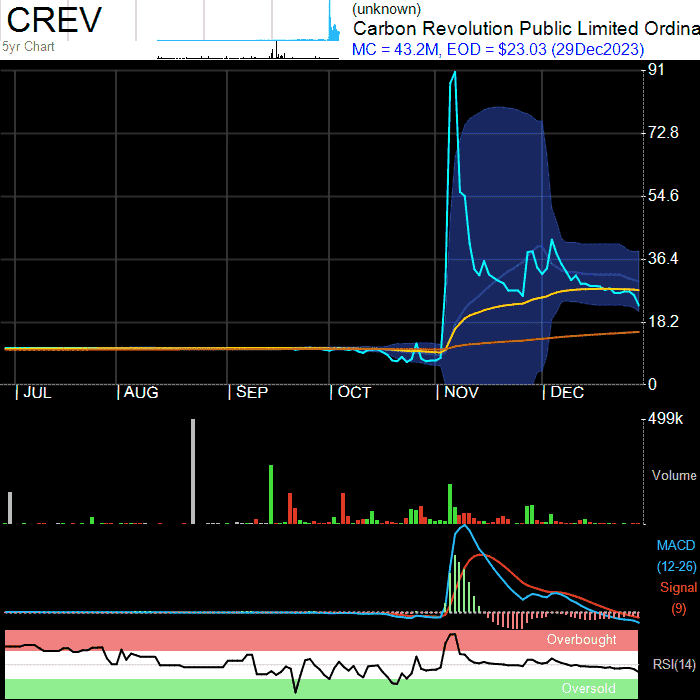 CREV
5yr Chart
(unknown)
Carbon Revolution Public Limited Ordina
MC = 43.2M, EOD = $23.03 (29Dec2023)
91
72.8
54.6
36.4
18.2
0
JUL AUG SEP OCT NOV DEC
499k
Volume
MACD
(12-26)
Signal
(9)
Overbought
RSI(14)
Oversold